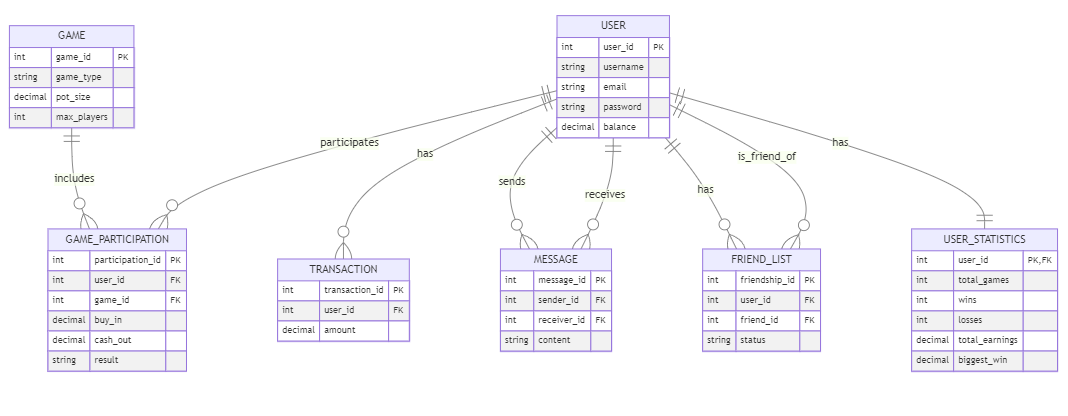 USER
int user_id PK
string username
string email
string password
decimal balance
GAME
int game_id PK
string game_type
decimal pot_size
int max_players
participates
has
is_friend_of
has
includes
sends
receives
has
GAME_PARTICIPATION
int participation_id PK
int user_id FK
int game_id FK
decimal buy_in
decimal cash_out
string result
TRANSACTION
int transaction_id PK
int user_id FK
decimal amount
MESSAGE
int message_id PK
int sender_id FK
int receiver_id FK
string content
FRIEND_LIST
int friendship_id PK
int user_id FK
int friend_id FK
string status
USER_STATISTICS
int user_id PK,FK
int total_games
int wins
int losses
decimal total_earnings
decimal biggest_win